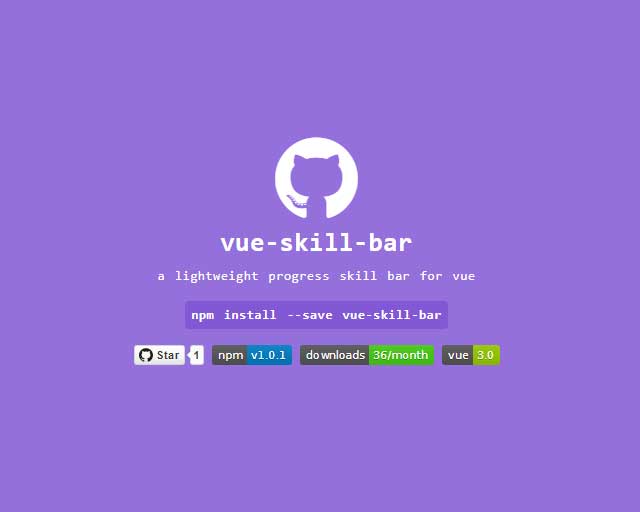 vue-skill-bar
a lightweight progress skill bar for vue
npm install --save vue-skill-bar
Star 1 npm v1.0.1 downloads 36/month vue 3.0